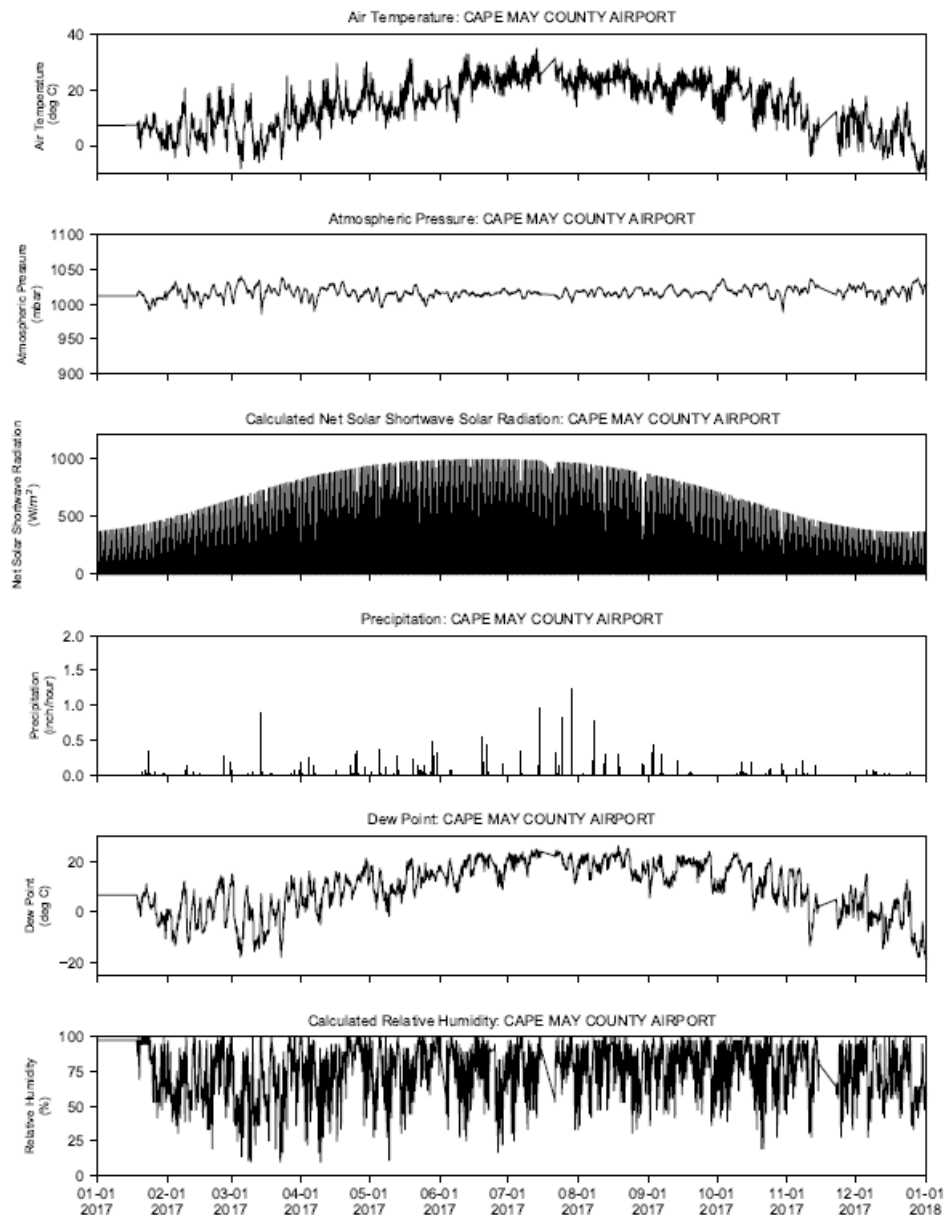 Air Temperature: CAPE MAY COUNTY AIRPORT
Air Temperature
(deg C)
40
20
0
Atmospheric Pressure: CAPE MAY COUNTY AIRPORT
Atmospheric Pressure
(mbar)
1100
1050
1000
950
900
Calculated Net Solar Shortwave Solar Radiation: CAPE MAY COUNTY AIRPORT
Net Solar Shortwave Radiation
(W/m²)
1000
500
0
Precipitation: CAPE MAY COUNTY AIRPORT
Precipitation
(inch/hour)
2.0
1.5
1.0
0.5
0.0
Dew Point: CAPE MAY COUNTY AIRPORT
Dew Point
(deg C)
20
0
−20
Calculated Relative Humidity: CAPE MAY COUNTY AIRPORT
Relative Humidity
(%)
100
75
50
25
0
01-01 02-01 03-01 04-01 05-01 06-01 07-01 08-01 09-01 10-01 11-01 12-01 01-01
2017 2017 2017 2017 2017 2017 2017 2017 2017 2017 2017 2017 2018